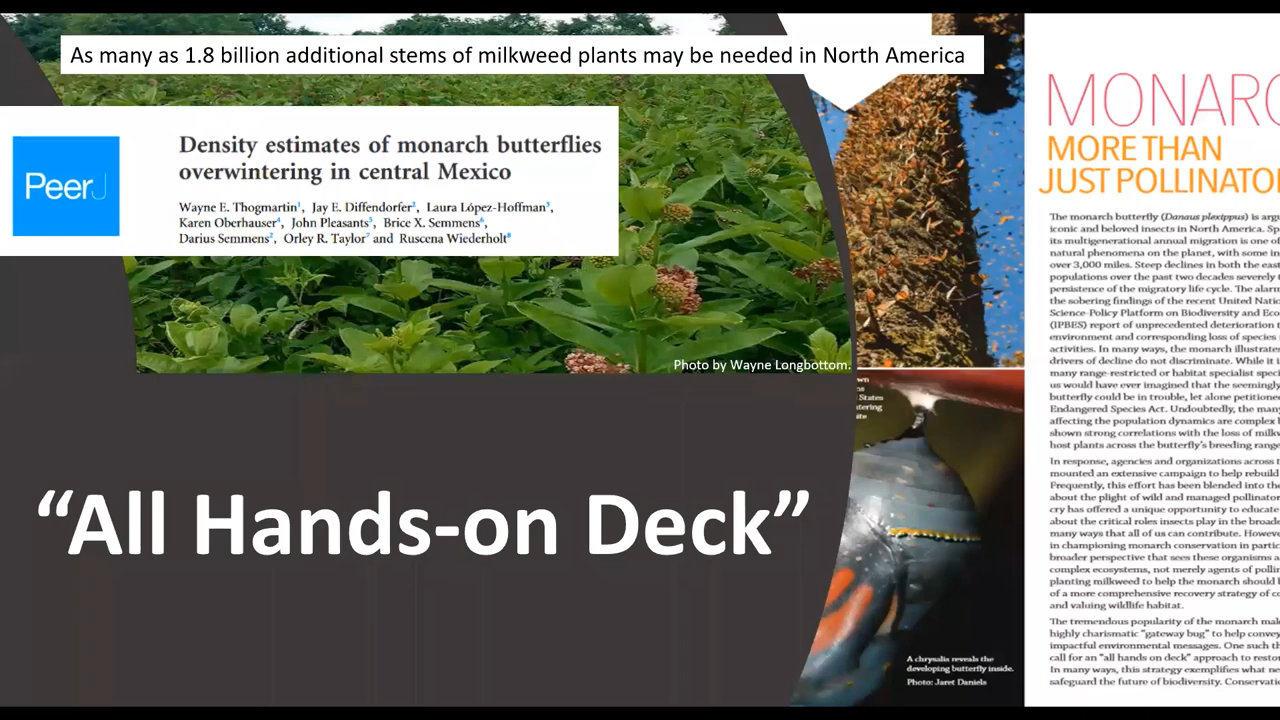 As many as 1.8 billion additional stems of milkweed plants may be needed in North America
PeerJ
Density estimates of monarch butterflies
overwintering in central Mexico
Wayne E. Thogmartin1, Jay E. Diffendorfer2, Laura López-Hoffman3,
Karen Oberhauser4, John Pleasants5, Brice X. Semmens6,
Darius Semmens2, Orley R. Taylor7 and Ruscena Wiederholt8
Photo by Wayne Longbottom.
“All Hands-on Deck”
States
A chrysalis reveals the
developing butterfly inside.
Photo: Jaret Daniels
MONARC
MORE THAN
JUST POLLINATO
The monarch butterfly (Danaus plexippus) is argu
iconic and beloved insects in North America. Sp
its multigenerational annual migration is one of
natural phenomena on the planet, with some in
over 3,000 miles. Steep declines in both the east
populations over the past two decades severely t
persistence of the migratory life cycle. The alarm
the sobering findings of the recent United Natio
Science-Policy Platform on Biodiversity and Eco
(IPBES) report of unprecedented deterioration o
environment and corresponding loss of species
activities. In many ways, the monarch illustrates
drivers of decline do not discriminate. While it i
many range-restricted or habitat specialist speci
us would have ever imagined that the seemingly
butterfly could be in trouble, let alone petitione
Endangered Species Act. Undoubtedly, the many
affecting the population dynamics are complex b
shown strong correlations with the loss of milkw
host plants across the butterfly's breeding range
In response, agencies and organizations across t
mounted an extensive campaign to help rebuild
Frequently, this effort has been blended into the
about the plight of wild and managed pollinator
cry has offered a unique opportunity to educate
about the critical roles insects play in the broade
many ways that all of us can contribute. Howeve
in championing monarch conservation in partic
broader perspective that sees these organisms a
complex ecosystems, not merely agents of pollin
planting milkweed to help the monarch should b
of a more comprehensive recovery strategy of co
and valuing wildlife habitat.
The tremendous popularity of the monarch mak
highly charismatic "gateway bug" to help convey
impactful environmental messages. One such th
call for an "all hands on deck" approach to restor
In many ways, this strategy exemplifies what ne
safeguard the future of biodiversity. Conservatio